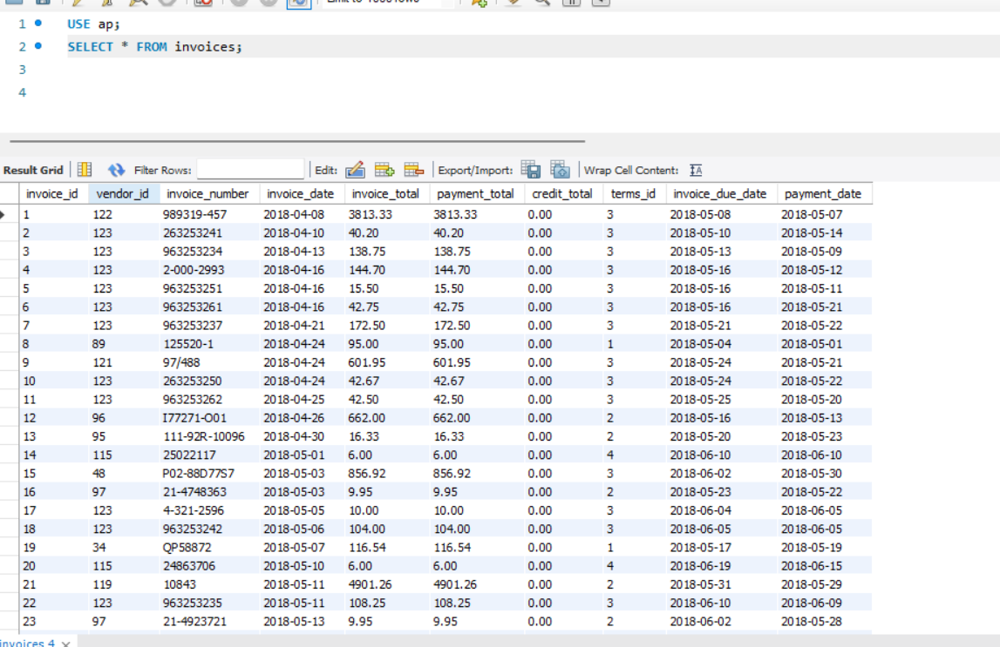 Limit to 1000 rows
1 USE ap;
2 SELECT * FROM invoices;
3
4
Result Grid Filter Rows: Edit: Export/Import: Wrap Cell Content: IA
invoice_id vendor_id invoice_number invoice_date invoice_total payment_total credit_total terms_id invoice_due_date payment_date
1 122 989319-457 2018-04-08 3813.33 3813.33 0.00 3 2018-05-08 2018-05-07
2 123 263253241 2018-04-10 40.20 40.20 0.00 3 2018-05-10 2018-05-14
3 123 963253234 2018-04-13 138.75 138.75 0.00 3 2018-05-13 2018-05-09
4 123 2-000-2993 2018-04-16 144.70 144.70 0.00 3 2018-05-16 2018-05-12
5 123 963253251 2018-04-16 15.50 15.50 0.00 3 2018-05-16 2018-05-11
6 123 963253261 2018-04-16 42.75 42.75 0.00 3 2018-05-16 2018-05-21
7 123 963253237 2018-04-21 172.50 172.50 0.00 3 2018-05-21 2018-05-22
8 89 125520-1 2018-04-24 95.00 95.00 0.00 1 2018-05-04 2018-05-01
9 121 97/488 2018-04-24 601.95 601.95 0.00 3 2018-05-24 2018-05-21
10 123 263253250 2018-04-24 42.67 42.67 0.00 3 2018-05-24 2018-05-22
11 123 963253262 2018-04-25 42.50 42.50 0.00 3 2018-05-25 2018-05-20
12 96 I77271-O01 2018-04-26 662.00 662.00 0.00 2 2018-05-16 2018-05-13
13 95 111-92R-10096 2018-04-30 16.33 16.33 0.00 2 2018-05-20 2018-05-23
14 115 25022117 2018-05-01 6.00 6.00 0.00 4 2018-06-10 2018-06-10
15 48 P02-88D77S7 2018-05-03 856.92 856.92 0.00 3 2018-06-02 2018-05-30
16 97 21-4748363 2018-05-03 9.95 9.95 0.00 2 2018-05-23 2018-05-22
17 123 4-321-2596 2018-05-05 10.00 10.00 0.00 3 2018-06-04 2018-06-05
18 123 963253242 2018-05-06 104.00 104.00 0.00 3 2018-06-05 2018-06-05
19 34 QP58872 2018-05-07 116.54 116.54 0.00 1 2018-05-17 2018-05-19
20 115 24863706 2018-05-10 6.00 6.00 0.00 4 2018-06-19 2018-06-15
21 119 10843 2018-05-11 4901.26 4901.26 0.00 2 2018-05-31 2018-05-29
22 123 963253235 2018-05-11 108.25 108.25 0.00 3 2018-06-10 2018-06-09
23 97 21-4923721 2018-05-13 9.95 9.95 0.00 2 2018-06-02 2018-05-28
invoices 4